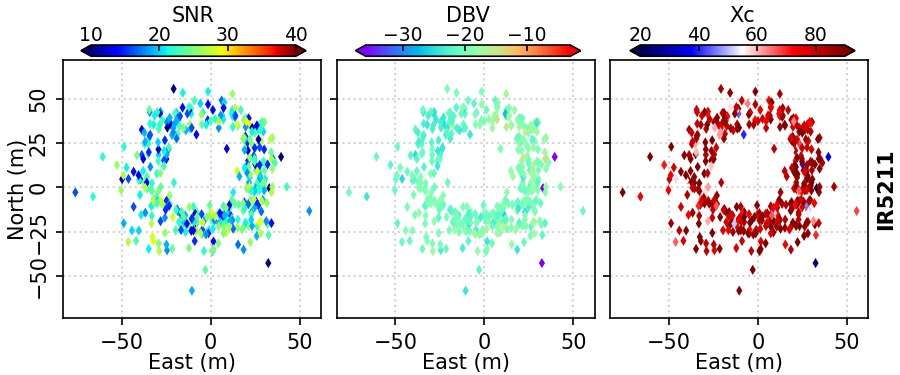 SNR DBV Xc
10 20 30 40 −30 −20 −10 20 40 60 80
North (m)
50
25
0
−25
−50
−50 0 50 −50 0 50 −50 0 50
East (m) East (m) East (m)
IR5211